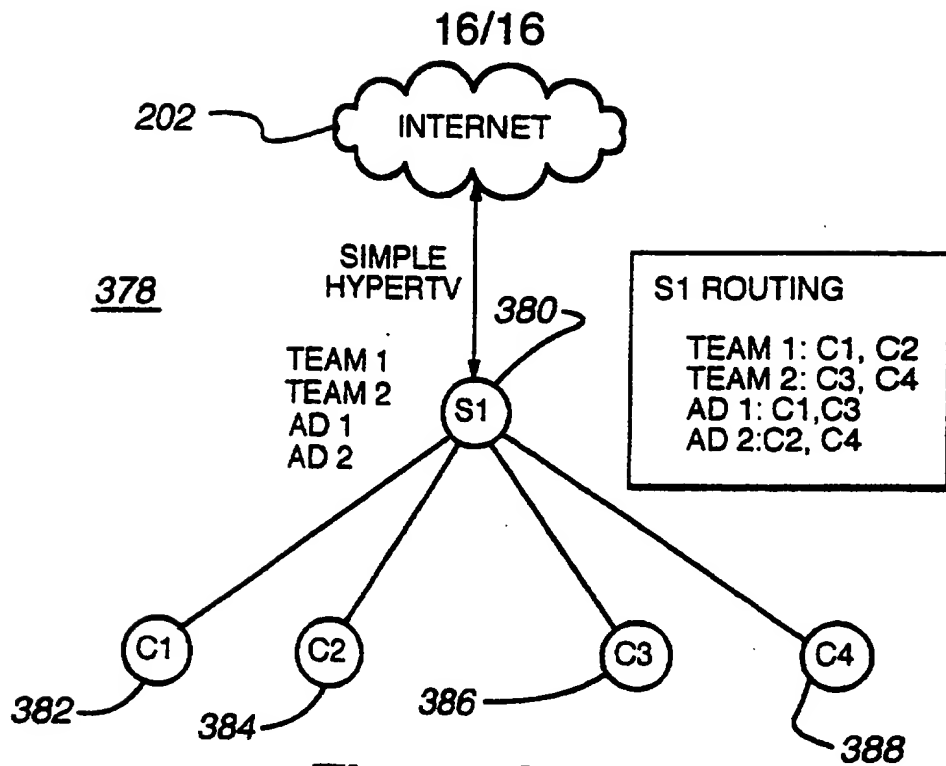 16/16
INTERNET
202
SIMPLE
HYPERTV
378
380
S1 ROUTING
TEAM 1: C1, C2
TEAM 2: C3, C4
AD 1: C1,C3
AD 2:C2, C4
TEAM 1
TEAM 2
AD 1
AD 2
S1
C1
C2
C3
C4
382
384
386
388